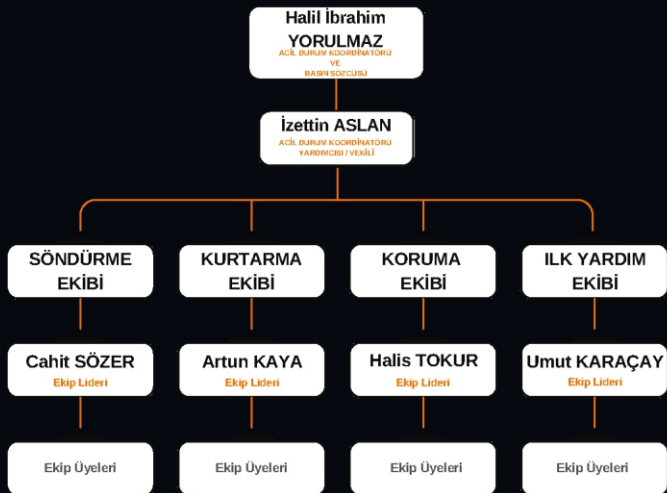 Halil İbrahim
YORULMAZ
ACİL DURUM KOORDİNATÖRÜ
VE
BASIN SÖZCÜSÜ
İzettin ASLAN
ACİL DURUM KOORDİNATÖRÜ
YARDIMCISI / VEKİLİ
SÖNDÜRME
EKİBİ
KURTARMA
EKİBİ
KORUMA
EKİBİ
ILK YARDIM
EKİBİ
Cahit SÖZER
Ekip Lideri
Artun KAYA
Ekip Lideri
Halis TOKUR
Ekip Lideri
Umut KARAÇAY
Ekip Lideri
Ekip Üyeleri
Ekip Üyeleri
Ekip Üyeleri
Ekip Üyeleri